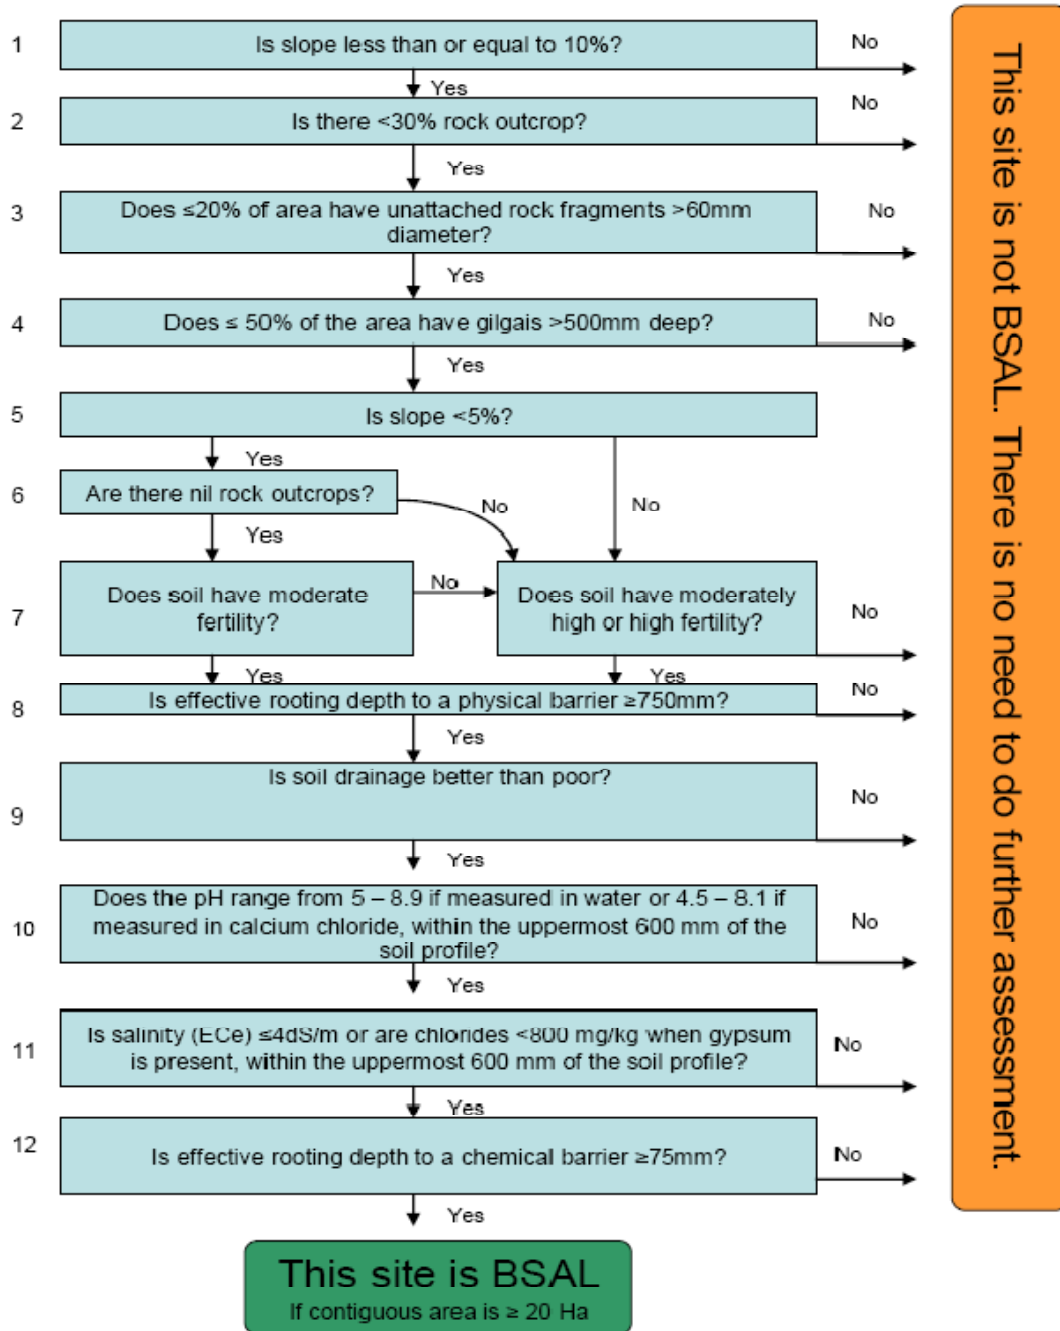 1
Is slope less than or equal to 10%?
No
Yes
2
Is there <30% rock outcrop?
No
Yes
3
Does ≤20% of area have unattached rock fragments >60mm
diameter?
No
Yes
4
Does ≤ 50% of the area have gilgais >500mm deep?
No
Yes
5
Is slope <5%?
Yes
No
6
Are there nil rock outcrops?
No
Yes
7
Does soil have moderate
fertility?
No
Does soil have moderately
high or high fertility?
No
Yes
Yes
8
Is effective rooting depth to a physical barrier ≥750mm?
No
Yes
9
Is soil drainage better than poor?
No
Yes
10
Does the pH range from 5 – 8.9 if measured in water or 4.5 – 8.1 if
measured in calcium chloride, within the uppermost 600 mm of the
soil profile?
No
Yes
11
Is salinity (ECe) ≤4dS/m or are chlorides <800 mg/kg when gypsum
is present, within the uppermost 600 mm of the soil profile?
No
Yes
12
Is effective rooting depth to a chemical barrier ≥75mm?
No
Yes
This site is BSAL
If contiguous area is ≥ 20 Ha
This site is not BSAL. There is no need to do further assessment.